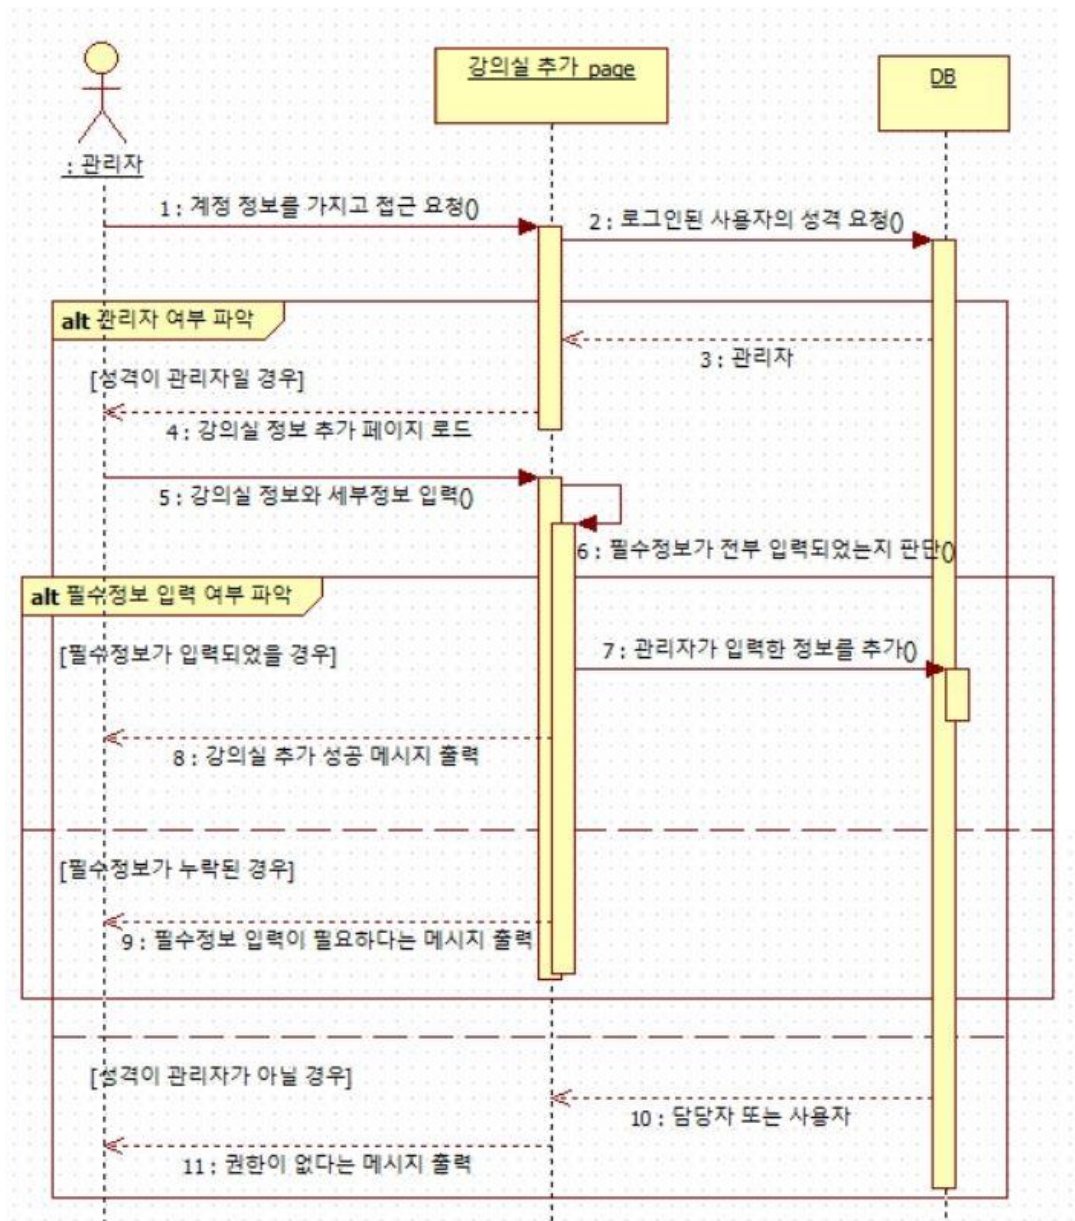 강의실 추가 page
DB
: 관리자
1 : 계정 정보를 가지고 접근 요청()
2 : 로그인된 사용자의 성격 요청()
alt 관리자 여부 파악
3 : 관리자
[성격이 관리자일 경우]
4 : 강의실 정보 추가 페이지 로드
5 : 강의실 정보와 세부정보 입력()
6 : 필수정보가 전부 입력되었는지 판단()
alt 필수정보 입력 여부 파악
[필수정보가 입력되었을 경우]
7 : 관리자가 입력한 정보를 추가()
8 : 강의실 추가 성공 메시지 출력
[필수정보가 누락된 경우]
9 : 필수정보 입력이 필요하다는 메시지 출력
[성격이 관리자가 아닐 경우]
10 : 담당자 또는 사용자
11 : 권한이 없다는 메시지 출력